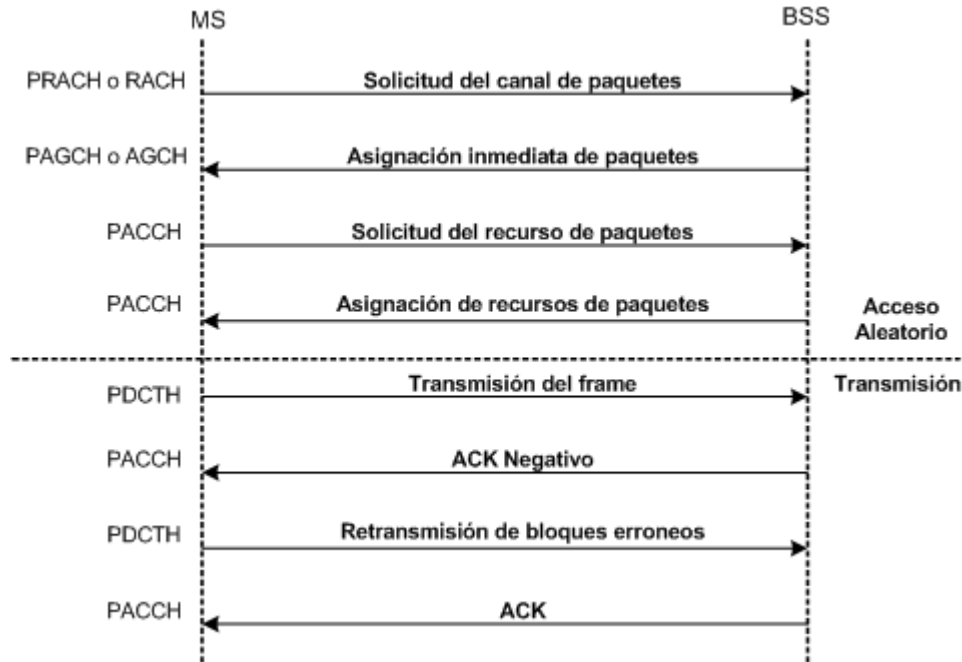 MS
BSS
PRACH o RACH
Solicitud del canal de paquetes
PAGCH o AGCH
Asignación inmediata de paquetes
PACCH
Solicitud del recurso de paquetes
PACCH
Asignación de recursos de paquetes
Acceso
Aleatorio
PDCTH
Transmisión del frame
Transmisión
PACCH
ACK Negativo
PDCTH
Retransmisión de bloques erroneos
PACCH
ACK